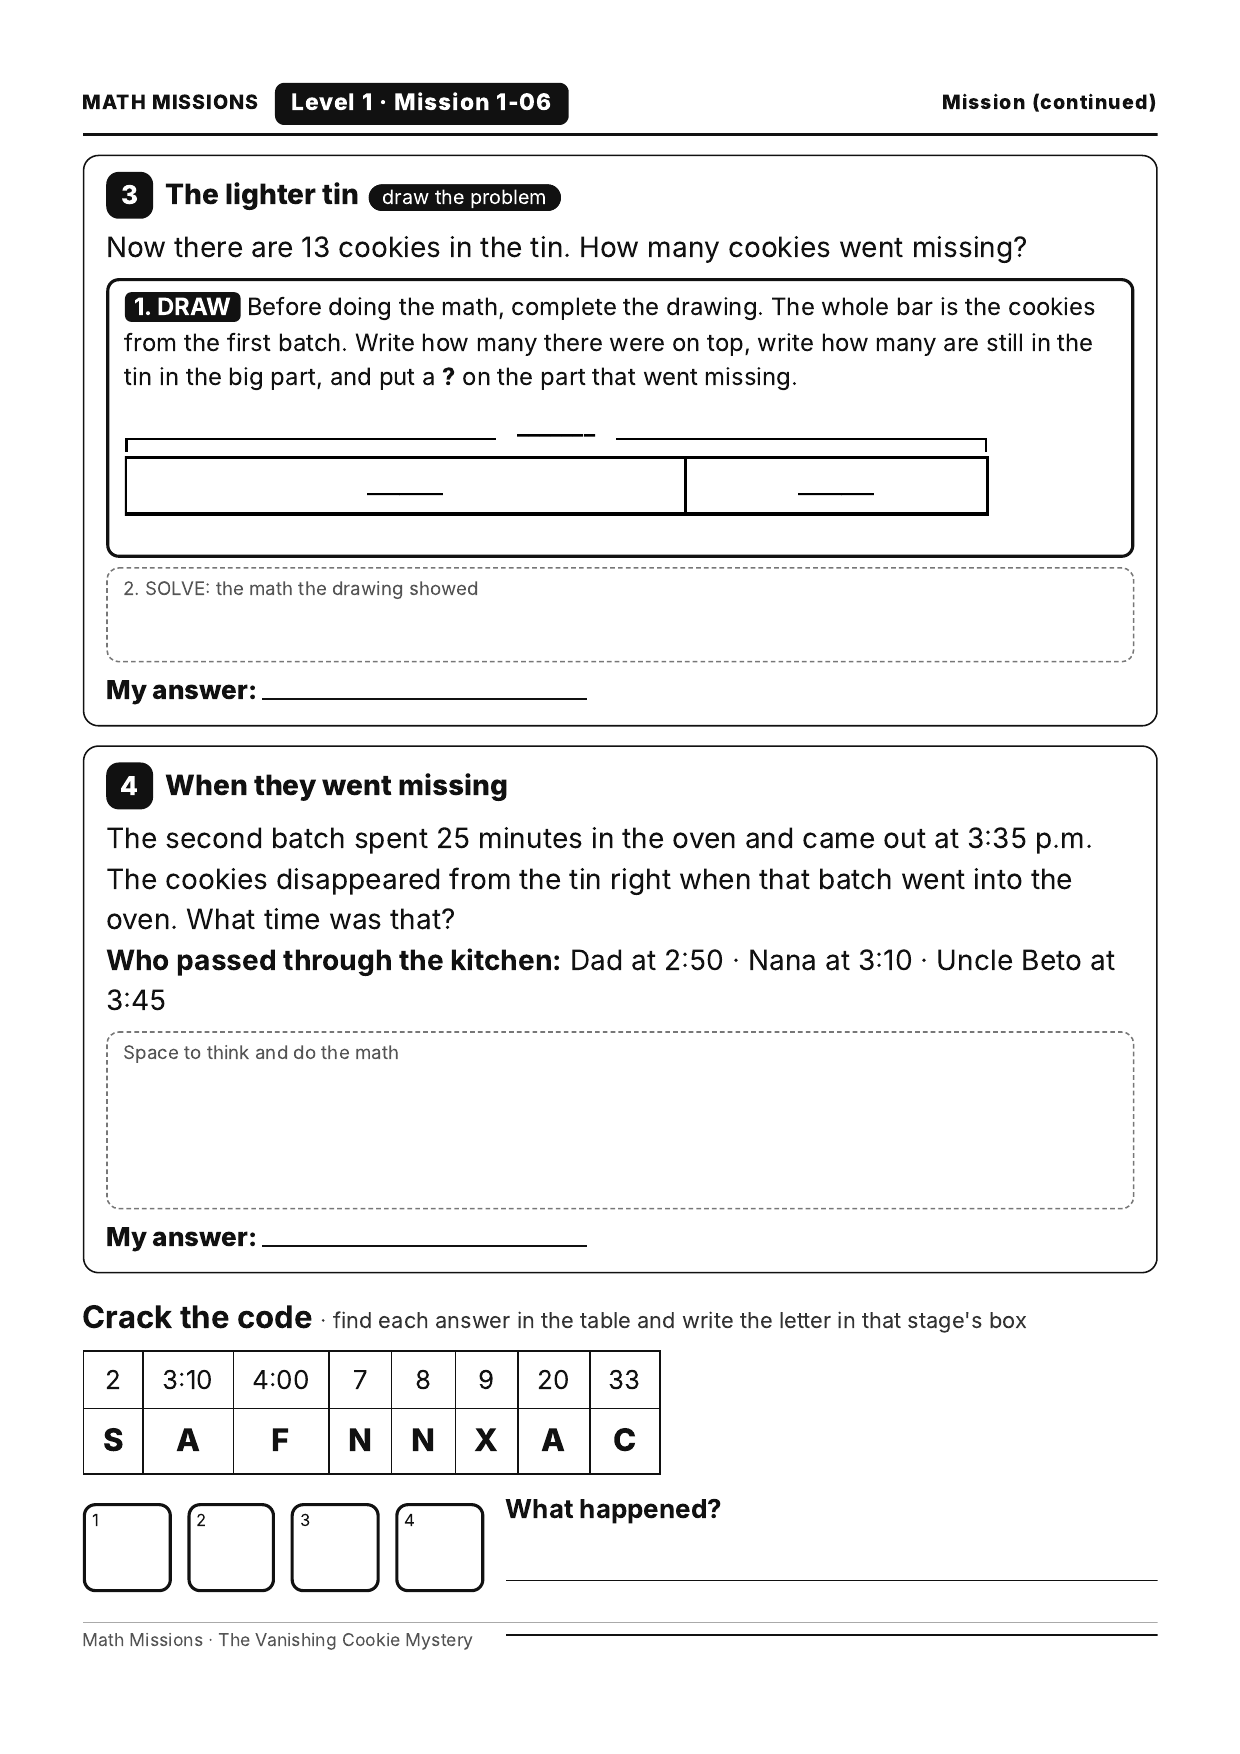 MATH MISSIONS Level 1 · Mission 1-06 Mission (continued)
3 The lighter tin draw the problem
Now there are 13 cookies in the tin. How many cookies went missing?
1. DRAW Before doing the math, complete the drawing. The whole bar is the cookies
from the first batch. Write how many there were on top, write how many are still in the
tin in the big part, and put a ? on the part that went missing.
2. SOLVE: the math the drawing showed
My answer:
4 When they went missing
The second batch spent 25 minutes in the oven and came out at 3:35 p.m.
The cookies disappeared from the tin right when that batch went into the
oven. What time was that?
Who passed through the kitchen: Dad at 2:50 · Nana at 3:10 · Uncle Beto at
3:45
Space to think and do the math
My answer:
Crack the code · find each answer in the table and write the letter in that stage's box
2 3:10 4:00 7 8 9 20 33
S A F N N X A C
What happened?
1 2 3 4
Math Missions · The Vanishing Cookie Mystery